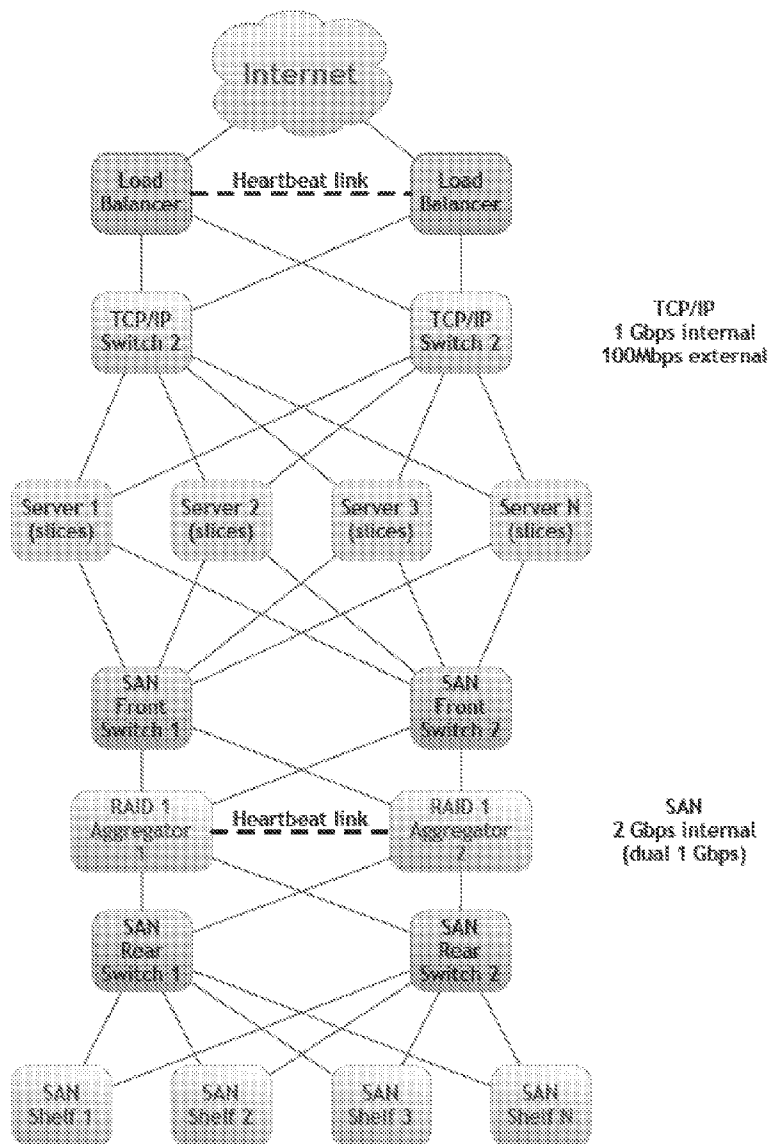 Internet
Load
Balancer
Heartbeat link
Load
Balancer
TCP/IP
Switch 2
TCP/IP
Switch 2
TCP/IP
1 Gbps internal
100Mbps external
Server 1
(slices)
Server 2
(slices)
Server 3
(slices)
Server N
(slices)
SAN
Front
Switch 1
SAN
Front
Switch 2
RAID 1
Aggregator
1
Heartbeat link
RAID 1
Aggregator
2
SAN
2 Gbps internal
(dual 1 Gbps)
SAN
Rear
Switch 1
SAN
Rear
Switch 2
SAN
Shelf 1
SAN
Shelf 2
SAN
Shelf 3
SAN
Shelf N